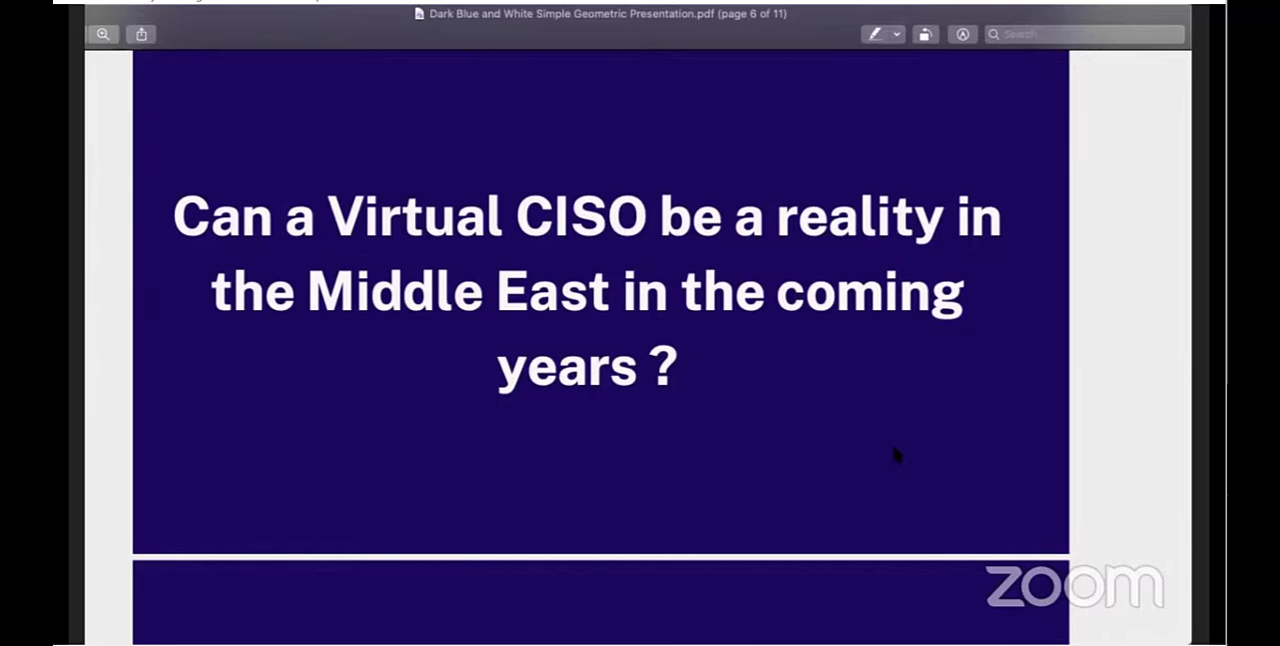 Dark Blue and White Simple Geometric Presentation.pdf (page 6 of 11)
Search
Can a Virtual CISO be a reality in
the Middle East in the coming
years ?
zoom